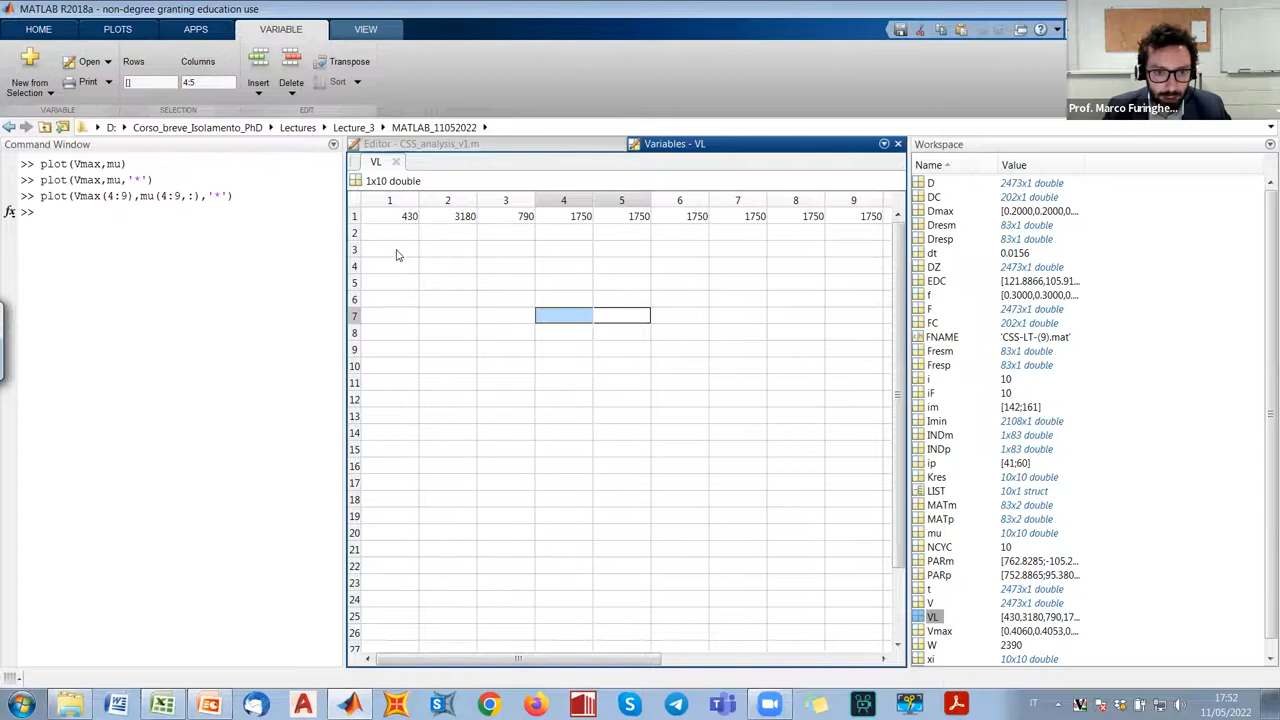 MATLAB R2018a - non-degree granting education use
HOME PLOTS APPS VARIABLE VIEW
New from
Selection
Open
Print
Rows Columns
[] 4:5
Insert Delete
Transpose
Sort
VARIABLE SELECTION EDIT
Prof. Marco Furinghe...
D: Corso_breve_Isolamento_PhD Lectures Lecture_3 MATLAB_11052022
Command Window
>> plot(Vmax,mu)
>> plot(Vmax,mu,'*')
>> plot(Vmax(4:9),mu(4:9,:),'*')
fx >>
Editor - CSS_analysis_v1.m
Variables - VL
VL
1x10 double
1 2 3 4 5 6 7 8 9
1 430 3180 790 1750 1750 1750 1750 1750 1750
2
3
4
5
6
7
8
9
10
11
12
13
14
15
16
17
18
19
20
21
22
23
24
25
26
27
Workspace
Name Value
D 2473x1 double
DC 202x1 double
Dmax [0.2000,0.2000,0....
Dresm 83x1 double
Dresp 83x1 double
dt 0.0156
DZ 2473x1 double
EDC [121.8866,105.91...
f [0.3000,0.3000,0....
F 2473x1 double
FC 202x1 double
FNAME 'CSS-LT-(9).mat'
Fresm 83x1 double
Fresp 83x1 double
i 10
iF 10
im [142;161]
Imin 2108x1 double
INDm 1x83 double
INDp 1x83 double
ip [41;60]
Kres 10x10 double
LIST 10x1 struct
MATm 83x2 double
MATp 83x2 double
mu 10x10 double
NCYC 10
PARm [762.8285;-105.2...
PARp [752.8865;95.380...
t 2473x1 double
V 2473x1 double
VL [430,3180,790,17...
Vmax [0.4060,0.4053,0....
W 2390
xi 10x10 double
IT
17:52
11/05/2022